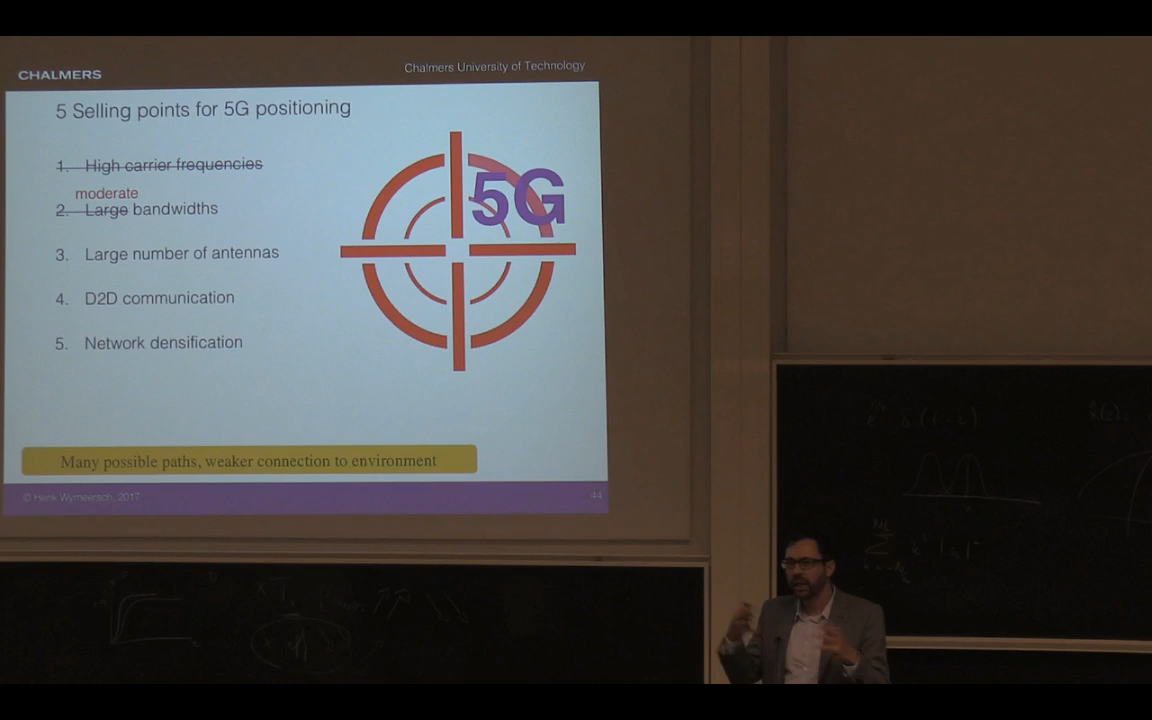 CHALMERS
Chalmers University of Technology
5 Selling points for 5G positioning
1. High carrier frequencies
moderate
2. Large bandwidths
3. Large number of antennas
4. D2D communication
5. Network densification
5G
Many possible paths, weaker connection to environment
© Henk Wymeersch, 2017
44